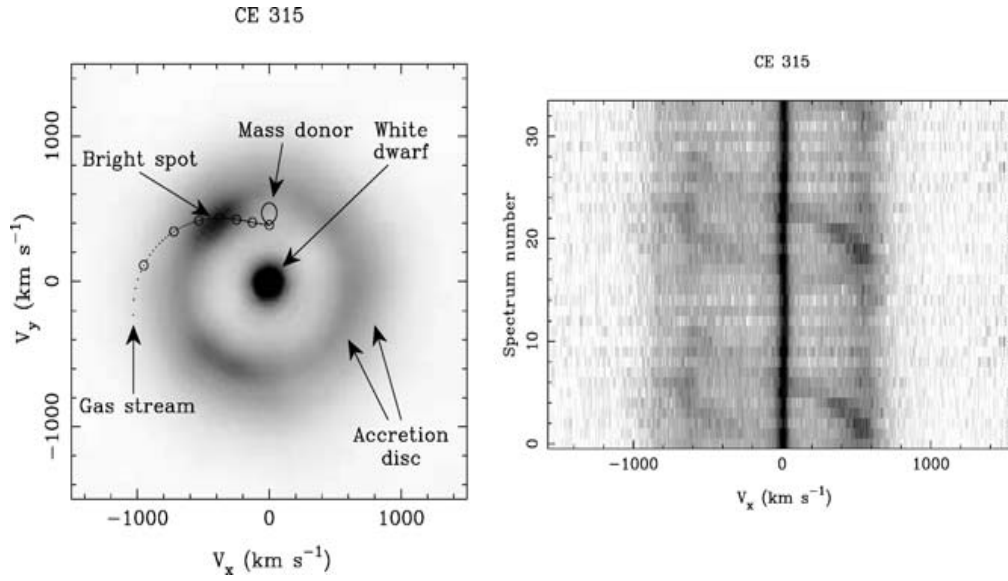 CE 315
1000
0
-1000
V_y (km s⁻¹)
Mass donor
White
dwarf
Bright spot
Gas stream
Accretion
disc
-1000
0
1000
V_x (km s⁻¹)
CE 315
30
20
10
0
Spectrum number
-1000
0
1000
V_x (km s⁻¹)